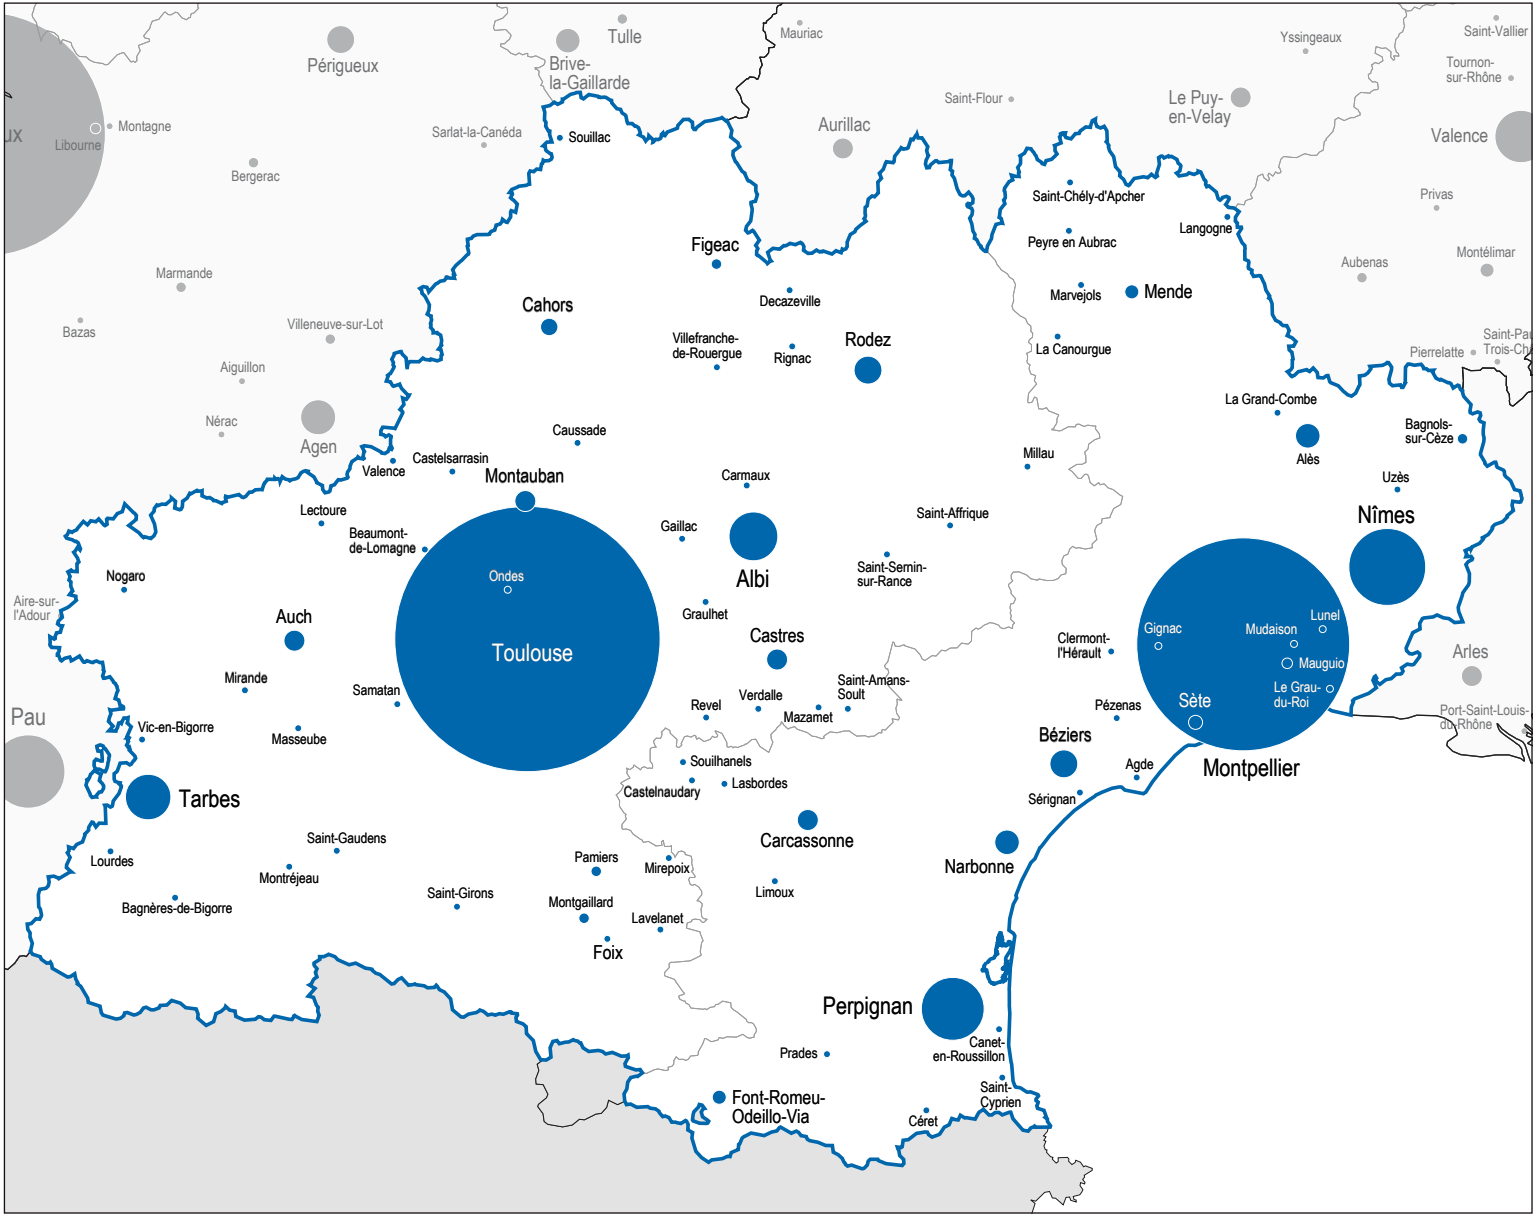 Périgueux
Brive-
la-Gaillarde
Tulle
Mauriac
Yssingeaux
Saint-Vallier
Tournon-
sur-Rhône
Saint-Flour
Le Puy-
en-Velay
Aurillac
Valence
ux
Libourne
Montagne
Sarlat-la-Canéda
Souillac
Bergerac
Saint-Chély-d'Apcher
Privas
Langogne
Peyre en Aubrac
Figeac
Montélimar
Aubenas
Marmande
Decazeville
Marvejols
Mende
Cahors
Bazas
Villeneuve-sur-Lot
Villefranche-
de-Rouergue
Rignac
Rodez
La Canourgue
Pierrelatte
Saint-Pau
Trois-Ch
Aiguillon
Nérac
Agen
La Grand-Combe
Bagnols-
sur-Cèze
Alès
Caussade
Castelsarrasin
Valence
Montauban
Carmaux
Millau
Uzès
Lectoure
Beaumont-
de-Lomagne
Gaillac
Saint-Affrique
Nîmes
Albi
Saint-Sernin-
sur-Rance
Nogaro
Ondes
Aire-sur-
l'Adour
Auch
Graulhet
Castres
Toulouse
Clermont-
l'Hérault
Gignac
Mudaison
Lunel
Mauguio
Le Grau-
du-Roi
Sète
Arles
Mirande
Samatan
Saint-Amans-
Soult
Verdalle
Revel
Mazamet
Pézenas
Port-Saint-Louis-
du-Rhône
Pau
Vic-en-Bigorre
Masseube
Béziers
Souilhanels
Castelnaudary
Lasbordes
Agde
Montpellier
Sérignan
Tarbes
Carcassonne
Narbonne
Lourdes
Saint-Gaudens
Montréjeau
Pamiers
Mirepoix
Bagnères-de-Bigorre
Saint-Girons
Montgaillard
Limoux
Lavelanet
Foix
Perpignan
Canet-
en-Roussillon
Prades
Font-Romeu-
Odeillo-Via
Saint-
Cyprien
Céret